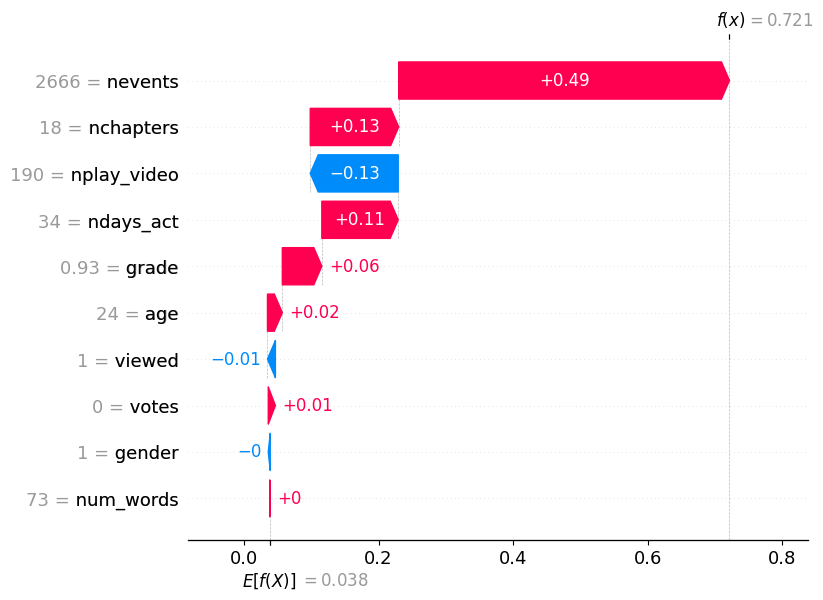 f(x) = 0.721
2666 = nevents +0.49
18 = nchapters +0.13
190 = nplay_video −0.13
34 = ndays_act +0.11
0.93 = grade +0.06
24 = age +0.02
1 = viewed −0.01
0 = votes +0.01
1 = gender −0
73 = num_words +0
0.0 0.2 0.4 0.6 0.8
E[f(X)] = 0.038